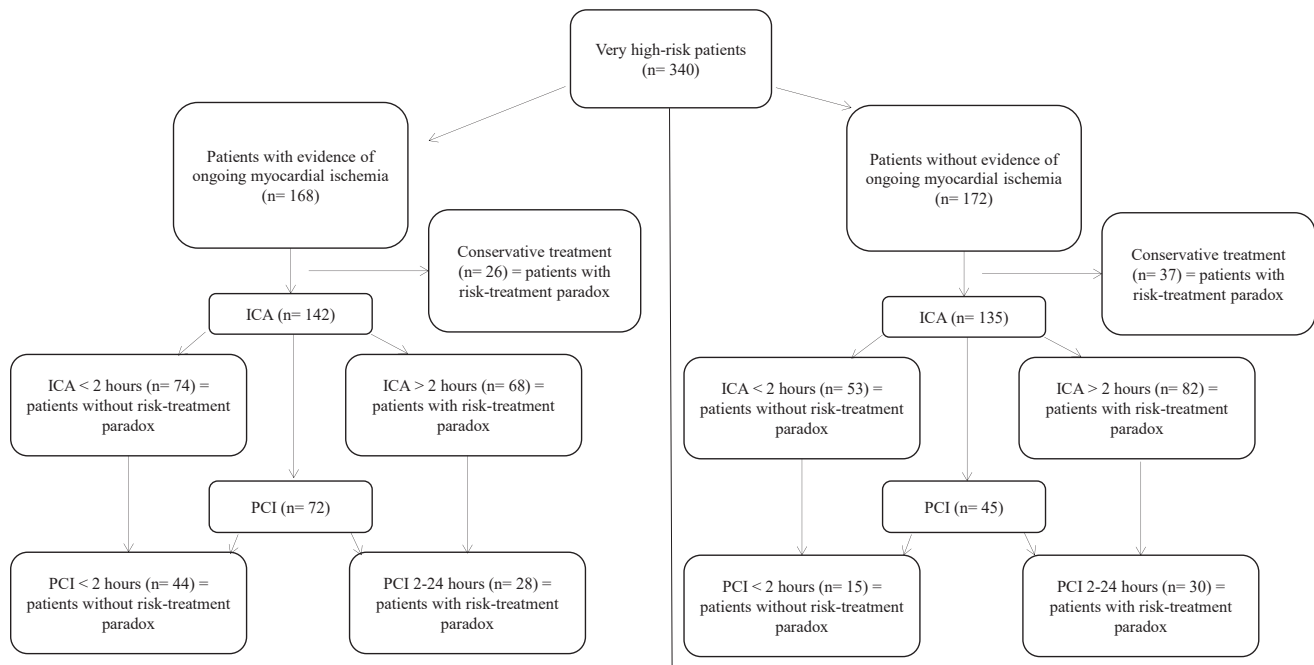 Very high-risk patients
(n= 340)
Patients with evidence of
ongoing myocardial ischemia
(n= 168)
Conservative treatment
(n= 26) = patients with
risk-treatment paradox
ICA (n= 142)
ICA < 2 hours (n= 74) =
patients without risk-treatment
paradox
ICA > 2 hours (n= 68) =
patients with risk-treatment
paradox
PCI (n= 72)
PCI < 2 hours (n= 44) =
patients without risk-treatment
paradox
PCI 2-24 hours (n= 28) =
patients with risk-treatment
paradox
Patients without evidence of
ongoing myocardial ischemia
(n= 172)
Conservative treatment
(n= 37) = patients with
risk-treatment paradox
ICA (n= 135)
ICA < 2 hours (n= 53) =
patients without risk-treatment
paradox
ICA > 2 hours (n= 82) =
patients with risk-treatment
paradox
PCI (n= 45)
PCI < 2 hours (n= 15) =
patients without risk-treatment
paradox
PCI 2-24 hours (n= 30) =
patients with risk-treatment
paradox